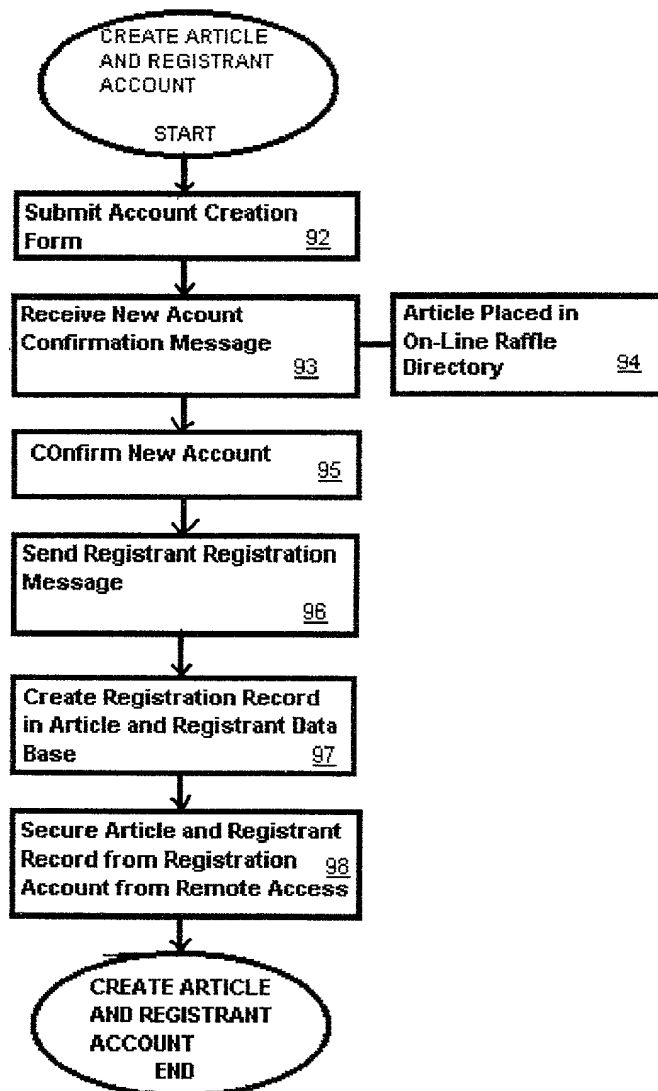 CREATE ARTICLE
AND REGISTRANT
ACCOUNT
START
Submit Account Creation
Form 92
Receive New Acount
Confirmation Message
93
Article Placed in
On-Line Raffle
Directory 94
COnfirm New Account
95
Send Registrant Registration
Message
96
Create Registration Record
in Article and Registrant Data
Base 97
Secure Article and Registrant
Record from Registration 98
Account from Remote Access
CREATE ARTICLE
AND REGISTRANT
ACCOUNT
END